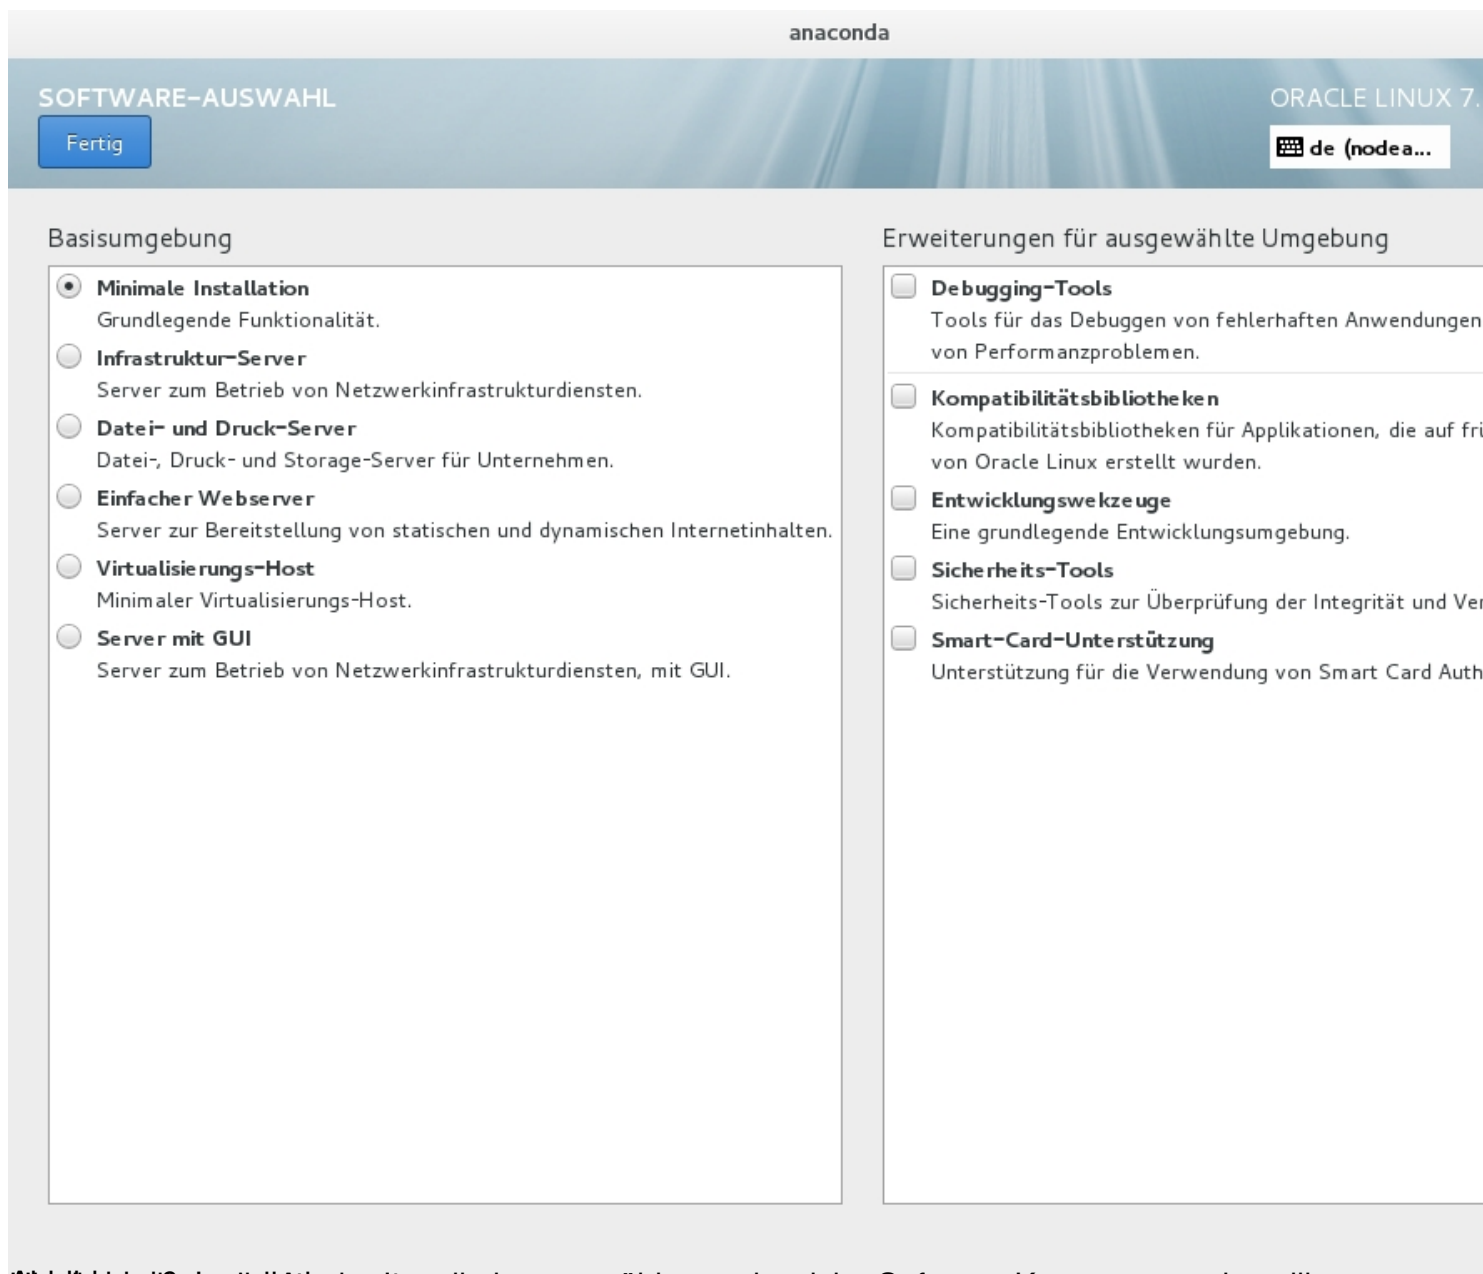 anaconda
SOFTWARE-AUSWAHL
Fertig
ORACLE LINUX 7.
de (nodea...
Basisumgebung
Minimale Installation
Grundlegende Funktionalität.
Infrastruktur-Server
Server zum Betrieb von Netzwerkinfrastrukturdiensten.
Datei- und Druck-Server
Datei-, Druck- und Storage-Server für Unternehmen.
Einfacher Webserver
Server zur Bereitstellung von statischen und dynamischen Internetinhalten.
Virtualisierungs-Host
Minimaler Virtualisierungs-Host.
Server mit GUI
Server zum Betrieb von Netzwerkinfrastrukturdiensten, mit GUI.
Erweiterungen für ausgewählte Umgebung
Debugging-Tools
Tools für das Debuggen von fehlerhaften Anwendungen
von Performanzproblemen.
Kompatibilitätsbibliotheken
Kompatibilitätsbibliotheken für Applikationen, die auf frü
von Oracle Linux erstellt wurden.
Entwicklungswekzeuge
Eine grundlegende Entwicklungsumgebung.
Sicherheits-Tools
Sicherheits-Tools zur Überprüfung der Integrität und Ver
Smart-Card-Unterstützung
Unterstützung für die Verwendung von Smart Card Auth